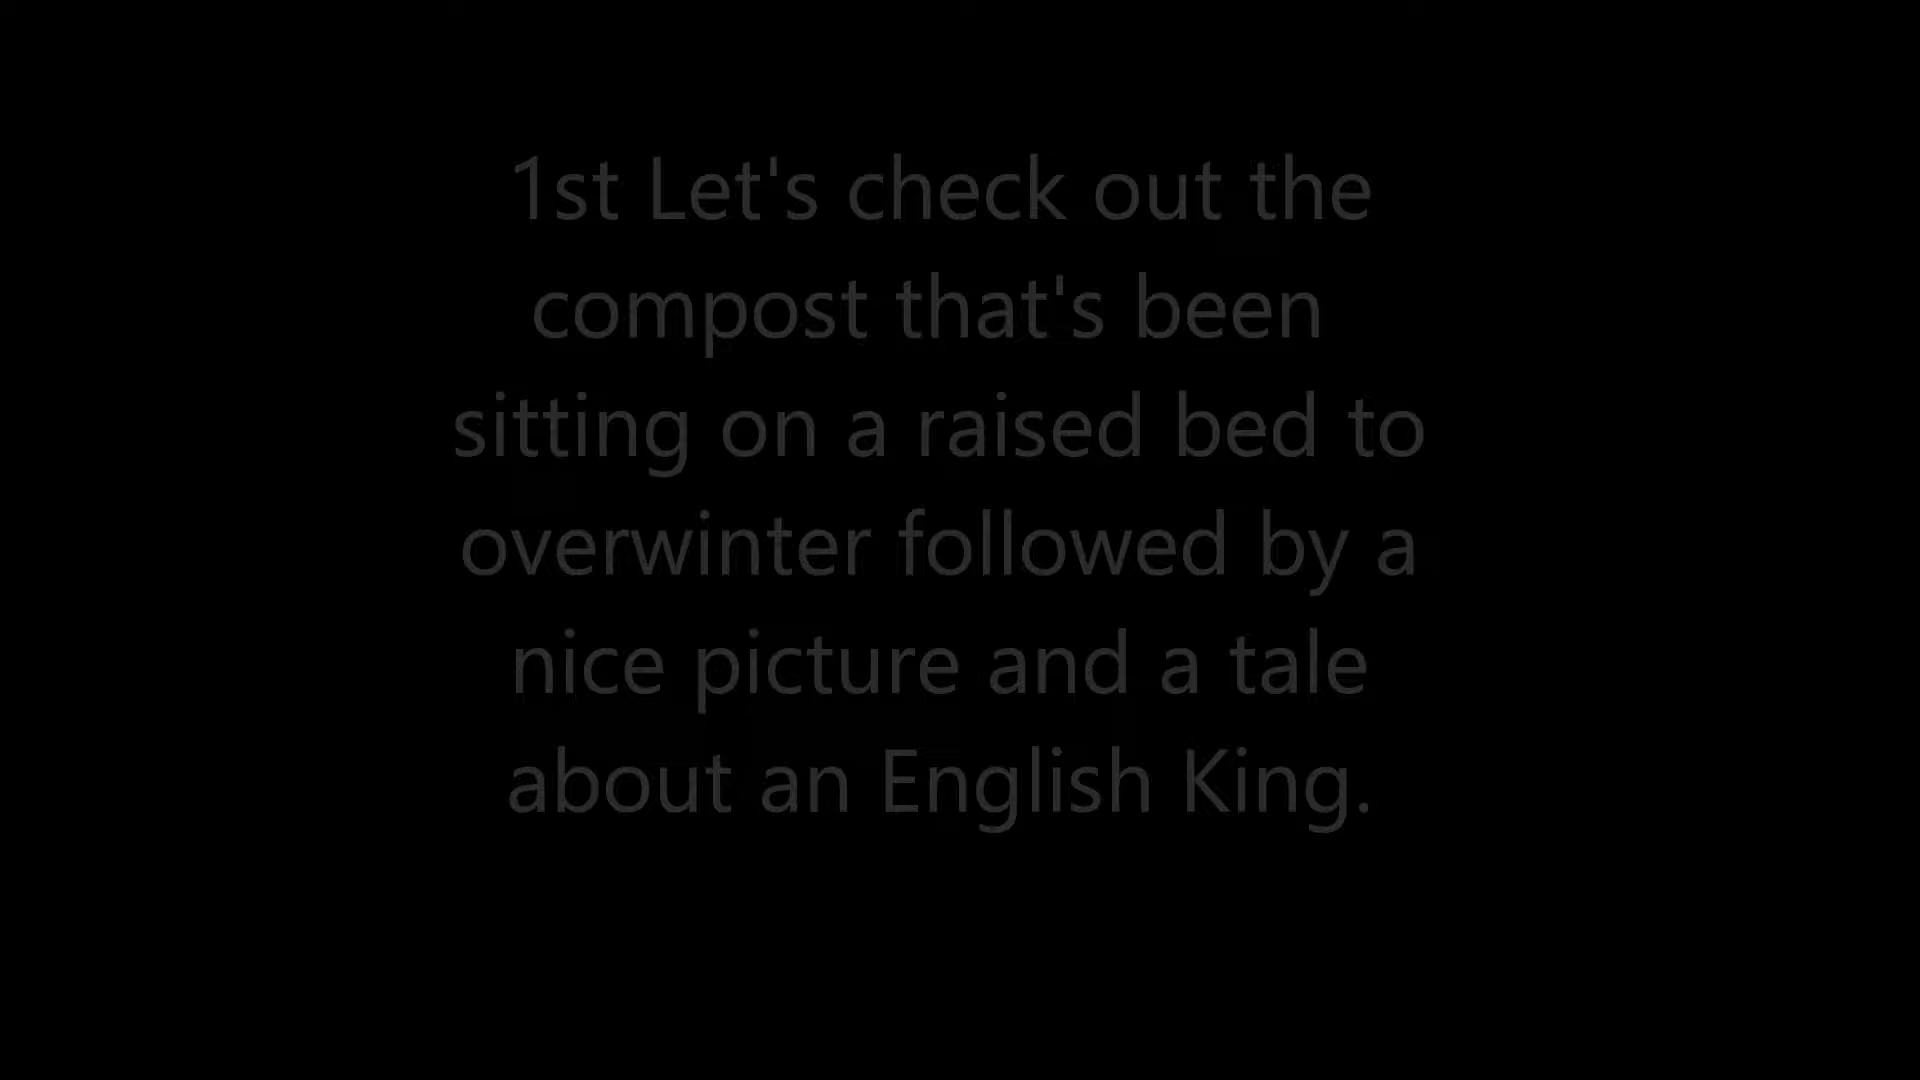 1st Let's check out the
compost that's been
sitting on a raised bed to
overwinter followed by a
nice picture and a tale
about an English King.